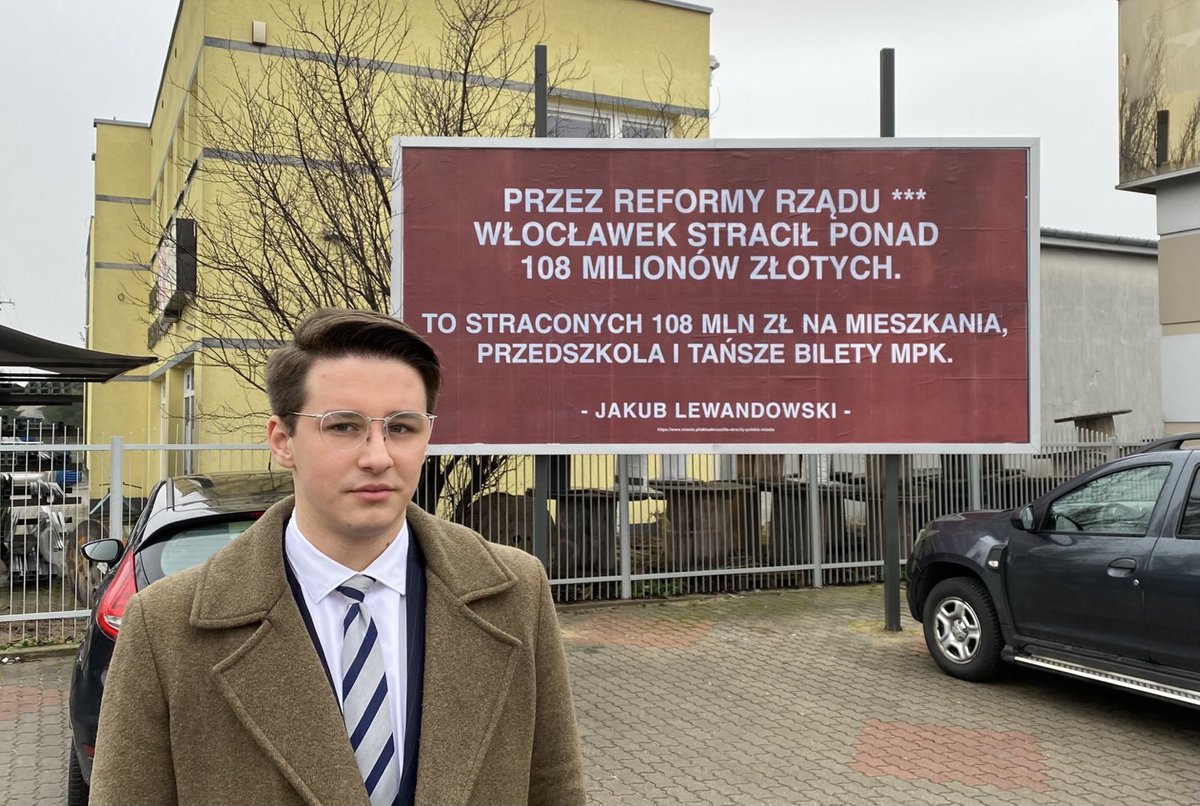 PRZEZ REFORMY RZĄDU ***
WŁOCŁAWEK STRACIŁ PONAD
108 MILIONÓW ZŁOTYCH.
TO STRACONYCH 108 MLN ZŁ NA MIESZKANIA,
PRZEDSZKOLA I TAŃSZE BILETY MPK.
- JAKUB LEWANDOWSKI -